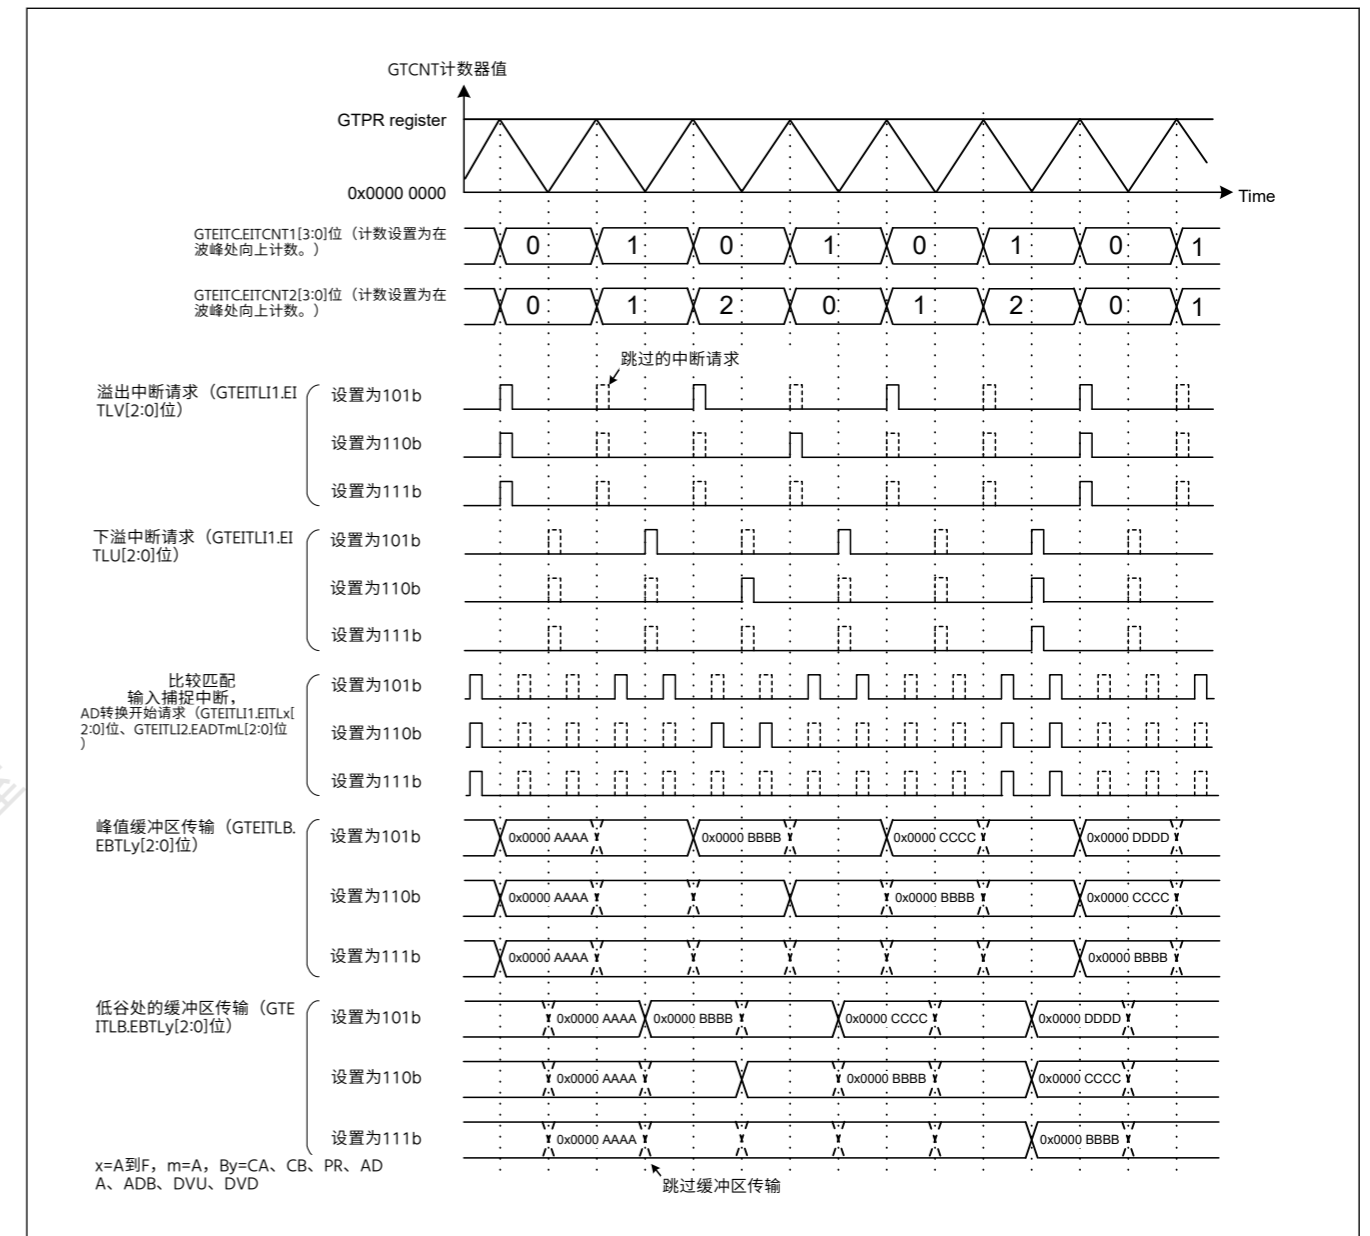 GTCNT计数器值
GTPR register
0x0000 0000
Time
GTEITC.EITCNT1[3:0]位（计数设置为在
波峰处向上计数。）
0 1 0 1 0 1 0 1
GTEITC.EITCNT2[3:0]位（计数设置为在
波峰处向上计数。）
0 1 2 0 1 2 0 1
跳过的中断请求
溢出中断请求（GTEITLI1.EI
TLV[2:0]位）
设置为101b
设置为110b
设置为111b
下溢中断请求（GTEITLI1.EI
TLU[2:0]位）
设置为101b
设置为110b
设置为111b
比较匹配
输入捕捉中断，
AD转换开始请求（GTEITLI1.EITLx[
2:0]位、GTEITLI2.EADTmL[2:0]位
）
设置为101b
设置为110b
设置为111b
峰值缓冲区传输（GTEITLB.
EBTLy[2:0]位）
设置为101b
0x0000 AAAA 0x0000 BBBB 0x0000 CCCC 0x0000 DDDD
设置为110b
0x0000 AAAA 0x0000 BBBB 0x0000 CCCC
设置为111b
0x0000 AAAA 0x0000 BBBB
低谷处的缓冲区传输（GTE
ITLB.EBTLy[2:0]位）
设置为101b
0x0000 AAAA 0x0000 BBBB 0x0000 CCCC 0x0000 DDDD
设置为110b
0x0000 AAAA 0x0000 BBBB 0x0000 CCCC
设置为111b
0x0000 AAAA 0x0000 BBBB
x=A到F，m=A，By=CA、CB、PR、AD
A、ADB、DVU、DVD
跳过缓冲区传输